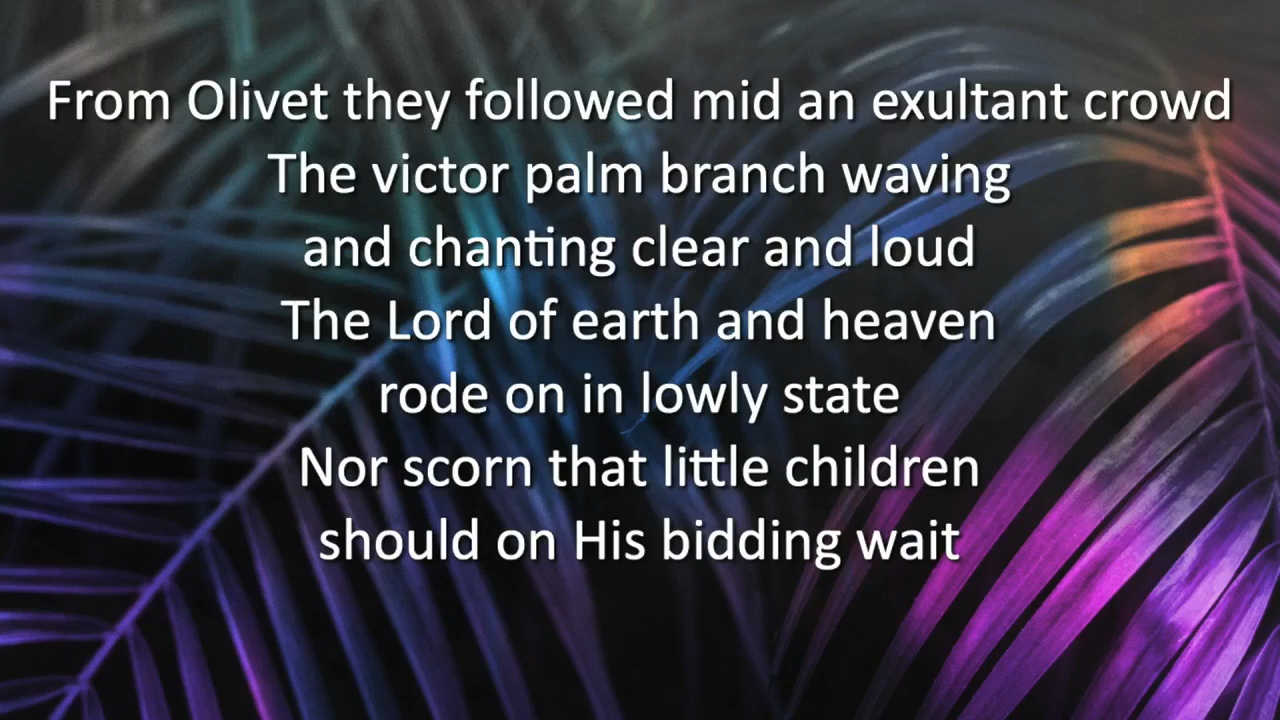 From Olivet they followed mid an exultant crowd
The victor palm branch waving
and chanting clear and loud
The Lord of earth and heaven
rode on in lowly state
Nor scorn that little children
should on His bidding wait